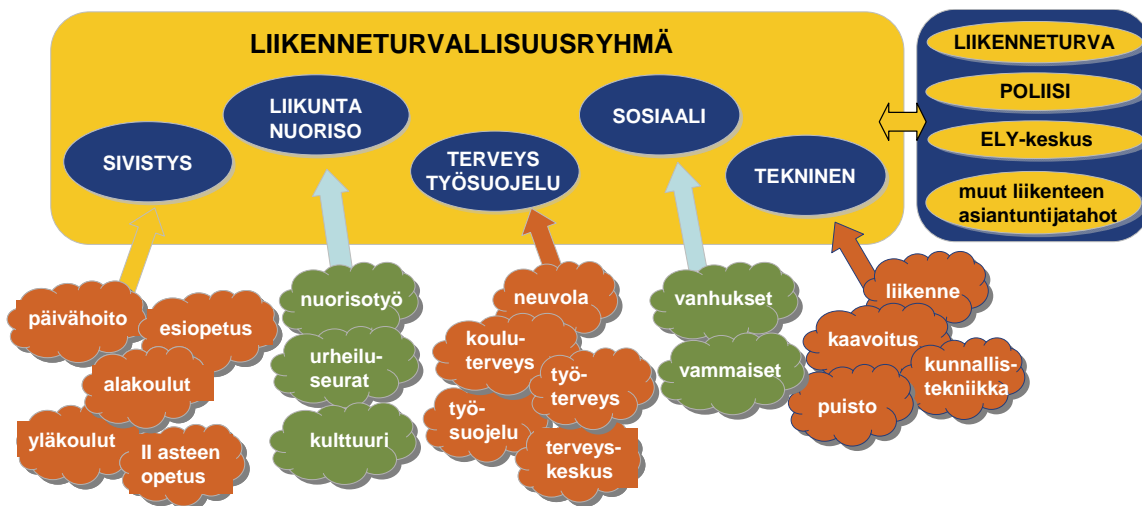 LIIKENNETURVALLISUUSRYHMÄ
SIVISTYS
LIIKUNTA
NUORISO
TERVEYS
TYÖSUOJELU
SOSIAALI
TEKNINEN
LIIKENNETURVA
POLIISI
ELY-keskus
muut liikenteen
asiantuntijatahot
päivähoito
esiopetus
alakoulut
yläkoulut
II asteen
opetus
nuorisotyö
urheilu-
seurat
kulttuuri
neuvola
koulu-
terveys
työ-
terveys
työ-
suojelu
terveys-
keskus
vanhukset
vammaiset
liikenne
kaavoitus
kunnallis-
tekniikka
puisto